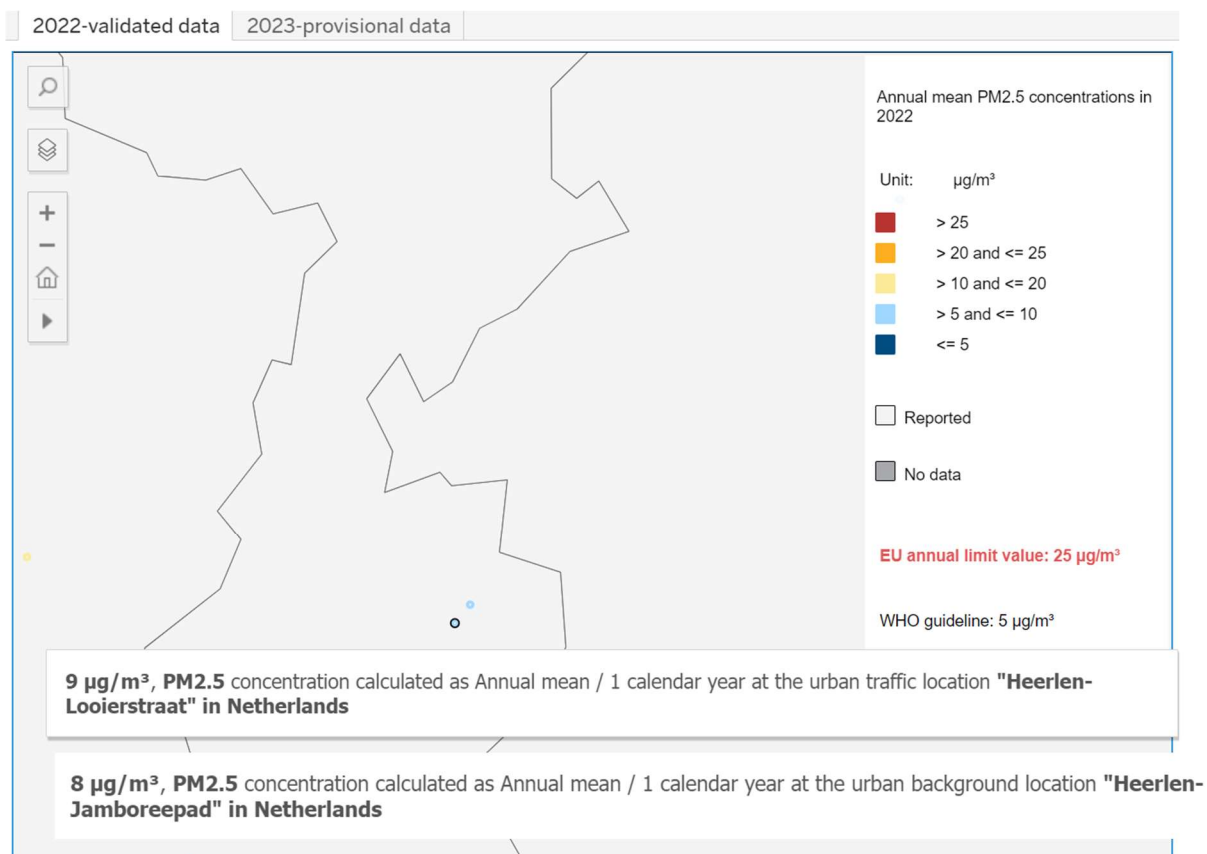 2022-validated data
2023-provisional data
Annual mean PM2.5 concentrations in
2022
Unit: µg/m³
> 25
> 20 and <= 25
> 10 and <= 20
> 5 and <= 10
<= 5
Reported
No data
EU annual limit value: 25 µg/m³
WHO guideline: 5 µg/m³
9 µg/m³, PM2.5 concentration calculated as Annual mean / 1 calendar year at the urban traffic location "Heerlen-
Looierstraat" in Netherlands
8 µg/m³, PM2.5 concentration calculated as Annual mean / 1 calendar year at the urban background location "Heerlen-
Jamboreepad" in Netherlands